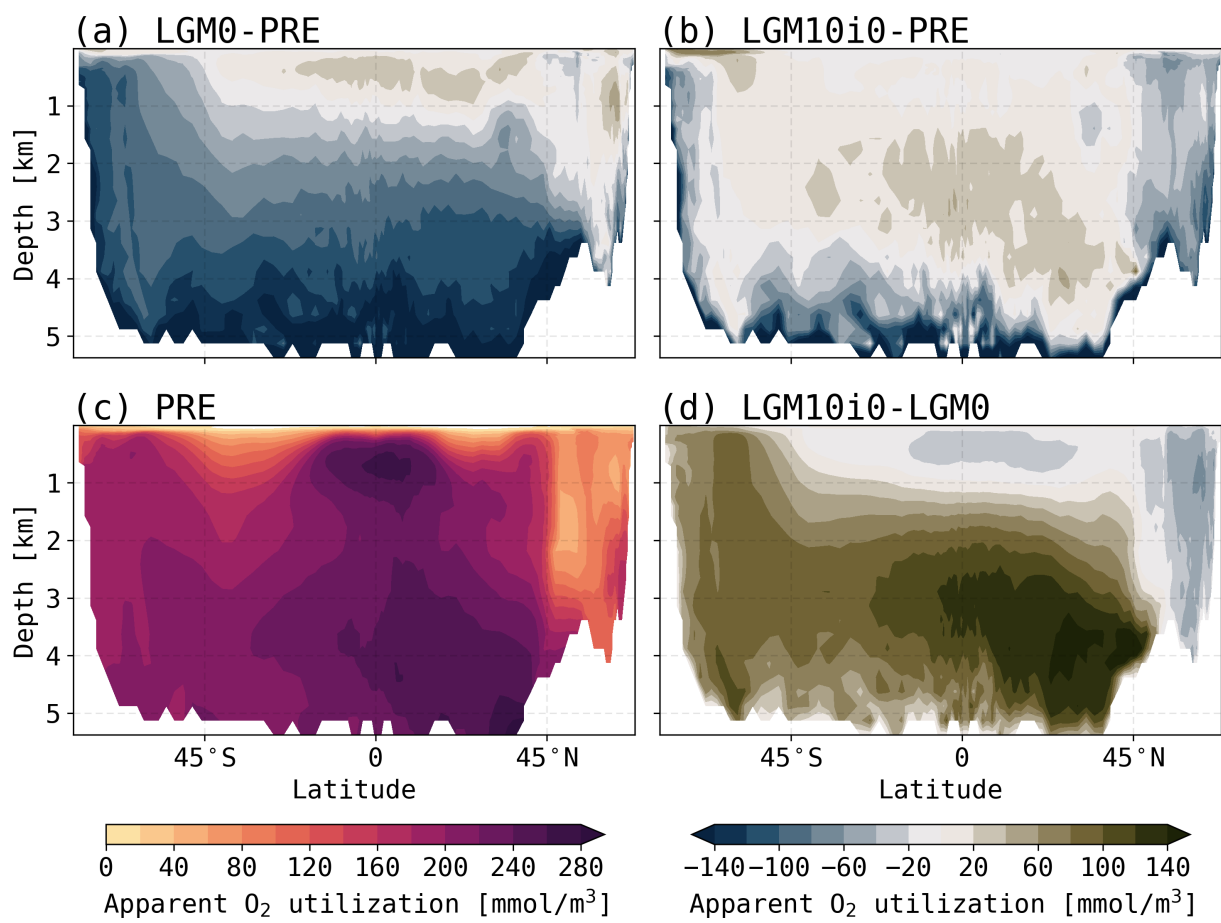 (a) LGM0-PRE
(b) LGM10i0-PRE
Depth [km]
1
2
3
4
5
(c) PRE
(d) LGM10i0-LGM0
Depth [km]
1
2
3
4
5
45°S 0 45°N
45°S 0 45°N
Latitude
Latitude
0 40 80 120 160 200 240 280
−140 −100 −60 −20 20 60 100 140
Apparent O₂ utilization [mmol/m³]
Apparent O₂ utilization [mmol/m³]